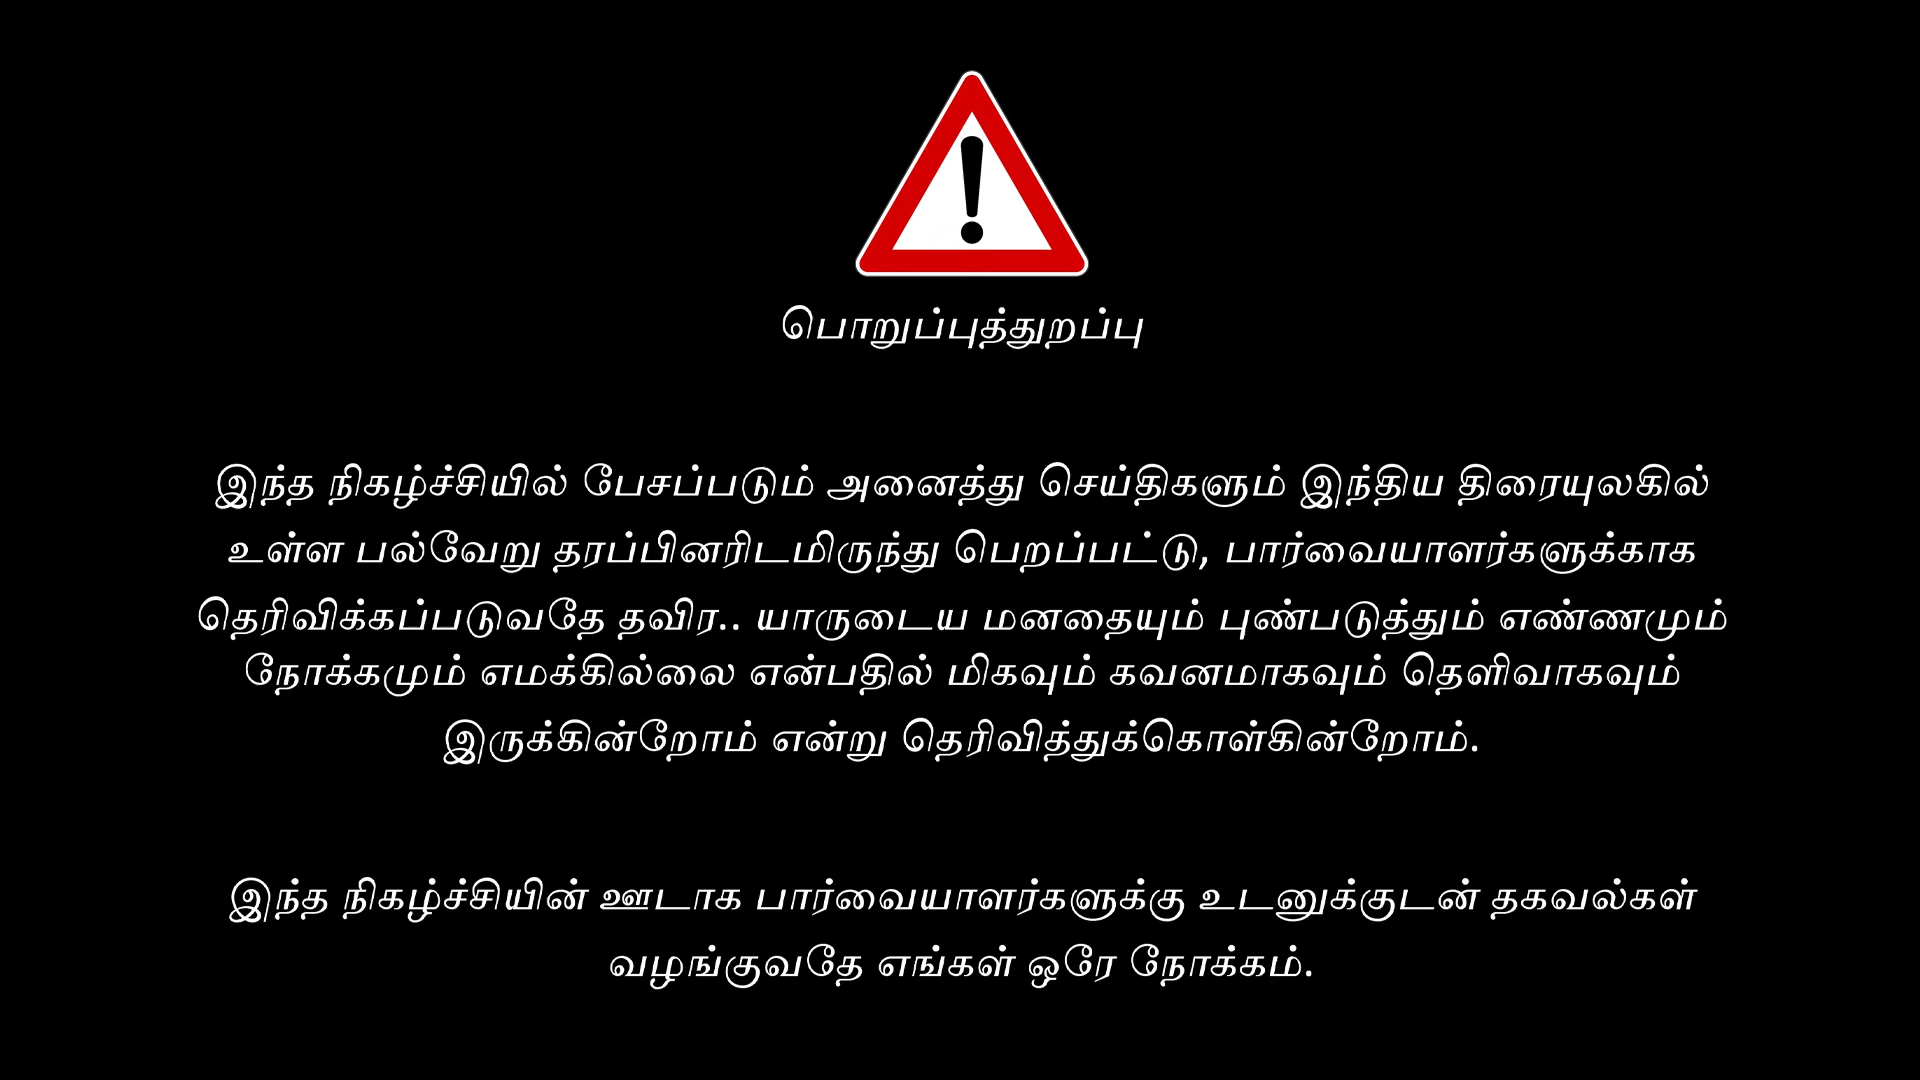 பொறுப்புத்துறப்பு
இந்த நிகழ்ச்சியில் பேசப்படும் அனைத்து செய்திகளும் இந்திய திரையுலகில்
உள்ள பல்வேறு தரப்பினரிடமிருந்து பெறப்பட்டு, பார்வையாளர்களுக்காக
தெரிவிக்கப்படுவதே தவிர.. யாருடைய மனதையும் புண்படுத்தும் எண்ணமும்
நோக்கமும் எமக்கில்லை என்பதில் மிகவும் கவனமாகவும் தெளிவாகவும்
இருக்கின்றோம் என்று தெரிவித்துக்கொள்கின்றோம்.
இந்த நிகழ்ச்சியின் ஊடாக பார்வையாளர்களுக்கு உடனுக்குடன் தகவல்கள்
வழங்குவதே எங்கள் ஒரே நோக்கம்.